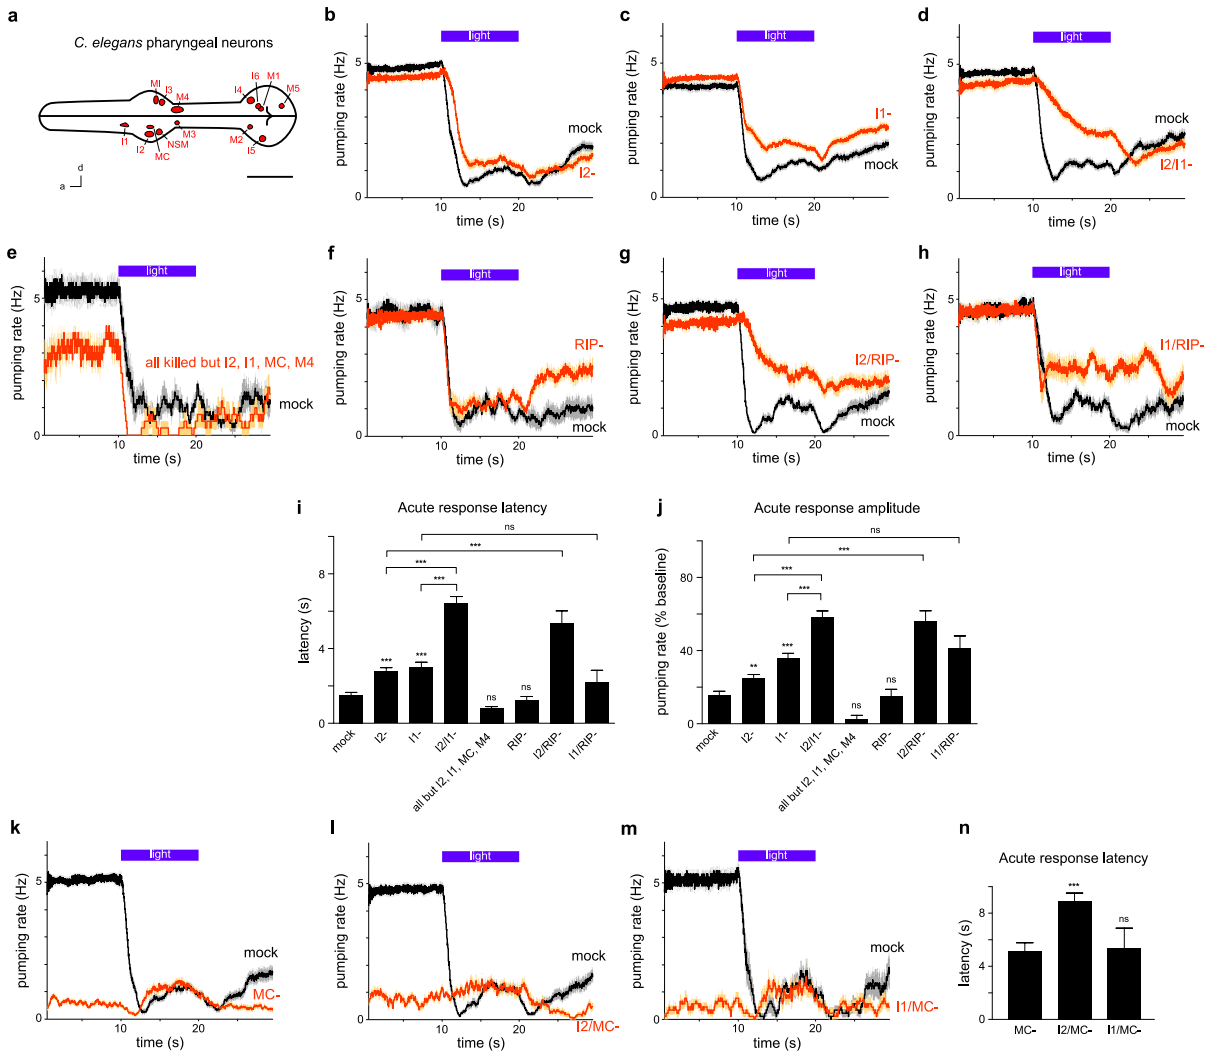 a
C. elegans pharyngeal neurons
MI
I3
M4
I4
I6
M1
M5
I1
I2
MC
NSM
M3
M2
I5
d
a
b
light
pumping rate (Hz)
5
0
10
20
time (s)
mock
I2-
c
light
pumping rate (Hz)
5
0
10
20
time (s)
I1-
mock
d
light
pumping rate (Hz)
5
0
10
20
time (s)
mock
I2/I1-
e
light
pumping rate (Hz)
5
0
10
20
time (s)
all killed but I2, I1, MC, M4
mock
f
light
pumping rate (Hz)
5
0
10
20
time (s)
RIP-
mock
g
light
pumping rate (Hz)
5
0
10
20
time (s)
I2/RIP-
mock
h
light
pumping rate (Hz)
5
0
10
20
time (s)
I1/RIP-
mock
i
Acute response latency
latency (s)
8
4
0
ns
***
***
***
***
***
ns
ns
mock
I2-
I1-
I2/I1-
all but I2, I1, MC, M4
RIP-
I2/RIP-
I1/RIP-
j
Acute response amplitude
pumping rate (% baseline)
80
40
0
ns
***
***
***
**
***
ns
ns
mock
I2-
I1-
I2/I1-
all but I2, I1, MC, M4
RIP-
I2/RIP-
I1/RIP-
k
light
pumping rate (Hz)
5
0
10
20
time (s)
mock
MC-
l
light
pumping rate (Hz)
5
0
10
20
time (s)
mock
I2/MC-
m
light
pumping rate (Hz)
5
0
10
20
time (s)
mock
I1/MC-
n
Acute response latency
latency (s)
8
4
0
***
ns
MC-
I2/MC-
I1/MC-